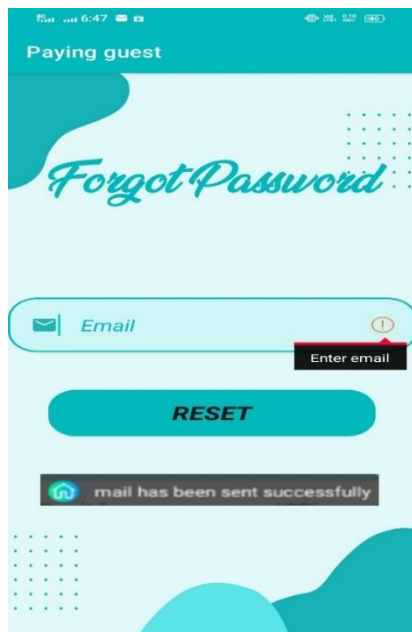 6:47
Paying guest
Forgot Password
Email
Enter email
RESET
mail has been sent successfully